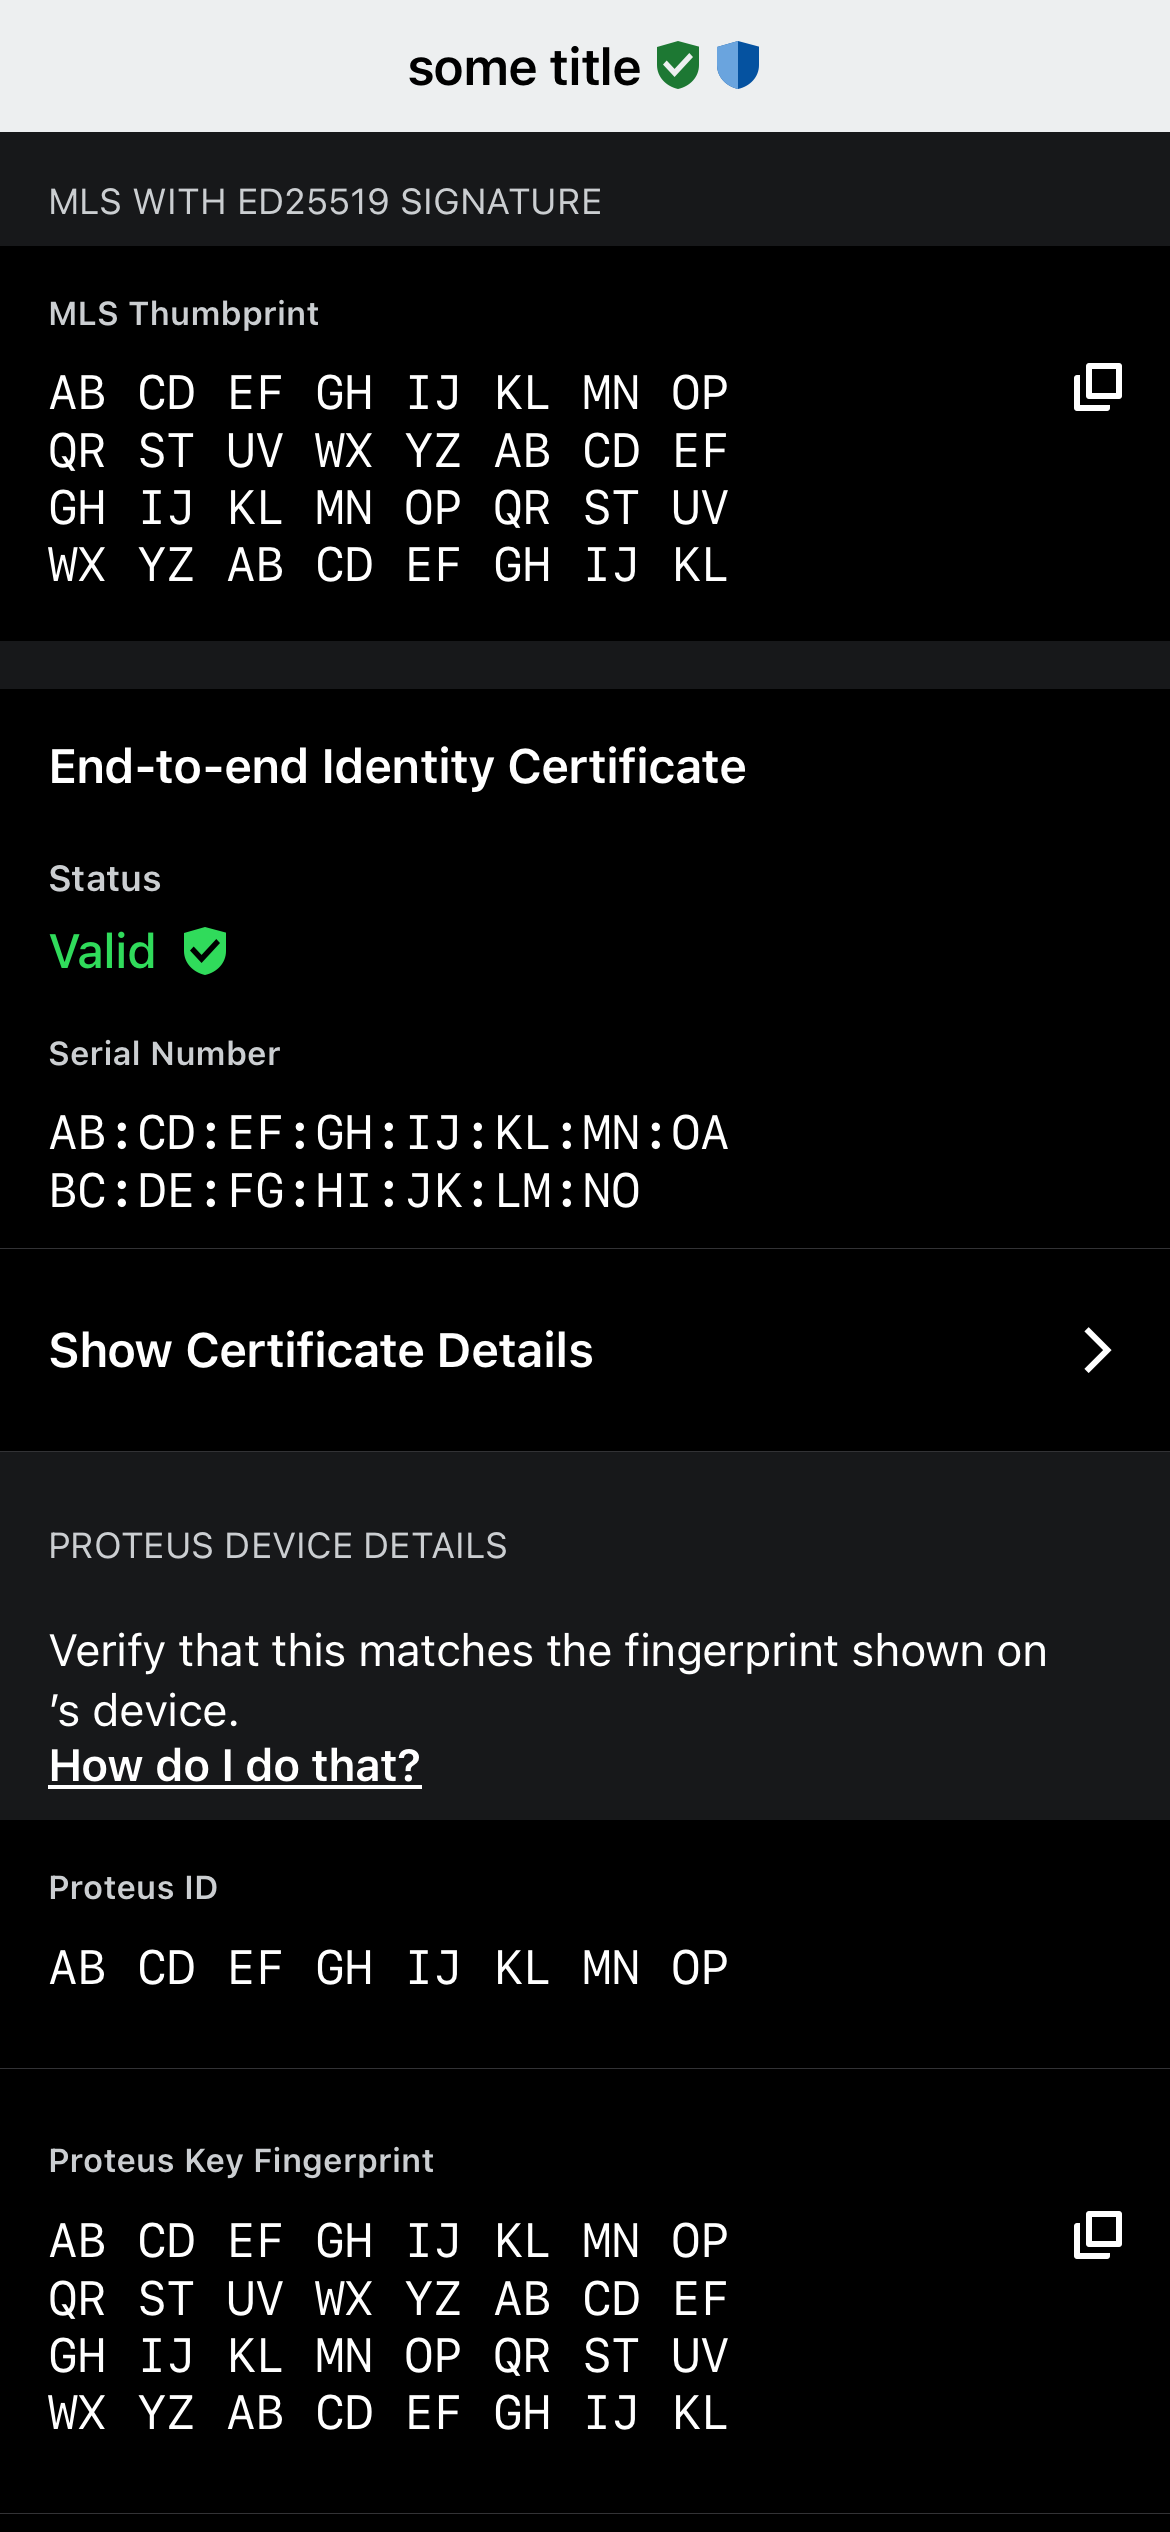 some title
MLS WITH ED25519 SIGNATURE
MLS Thumbprint
AB CD EF GH IJ KL MN OP
QR ST UV WX YZ AB CD EF
GH IJ KL MN OP QR ST UV
WX YZ AB CD EF GH IJ KL
End-to-end Identity Certificate
Status
Valid
Serial Number
AB:CD:EF:GH:IJ:KL:MN:OA
BC:DE:FG:HI:JK:LM:NO
Show Certificate Details
PROTEUS DEVICE DETAILS
Verify that this matches the fingerprint shown on
’s device.
How do I do that?
Proteus ID
AB CD EF GH IJ KL MN OP
Proteus Key Fingerprint
AB CD EF GH IJ KL MN OP
QR ST UV WX YZ AB CD EF
GH IJ KL MN OP QR ST UV
WX YZ AB CD EF GH IJ KL